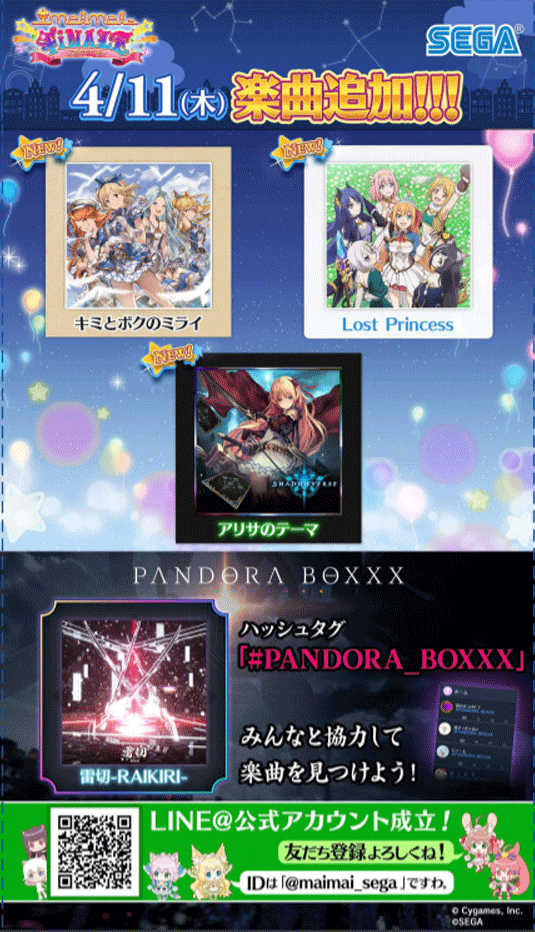 maimai
FiNALE
SEGA
4/11(木)楽曲追加!!!
NEW!
NEW!
キミとボクのミライ
Lost Princess
NEW!
SHADOWVERSE
アリサのテーマ
PANDORA BOXXX
ハッシュタグ
「#PANDORA_BOXXX」
みんなと協力して
楽曲を見つけよう!
雷切
雷切-RAIKIRI-
LINE@公式アカウント成立!
友だち登録よろしくね!
IDは「@maimai_sega」ですわ。
© Cygames, Inc.
©SEGA